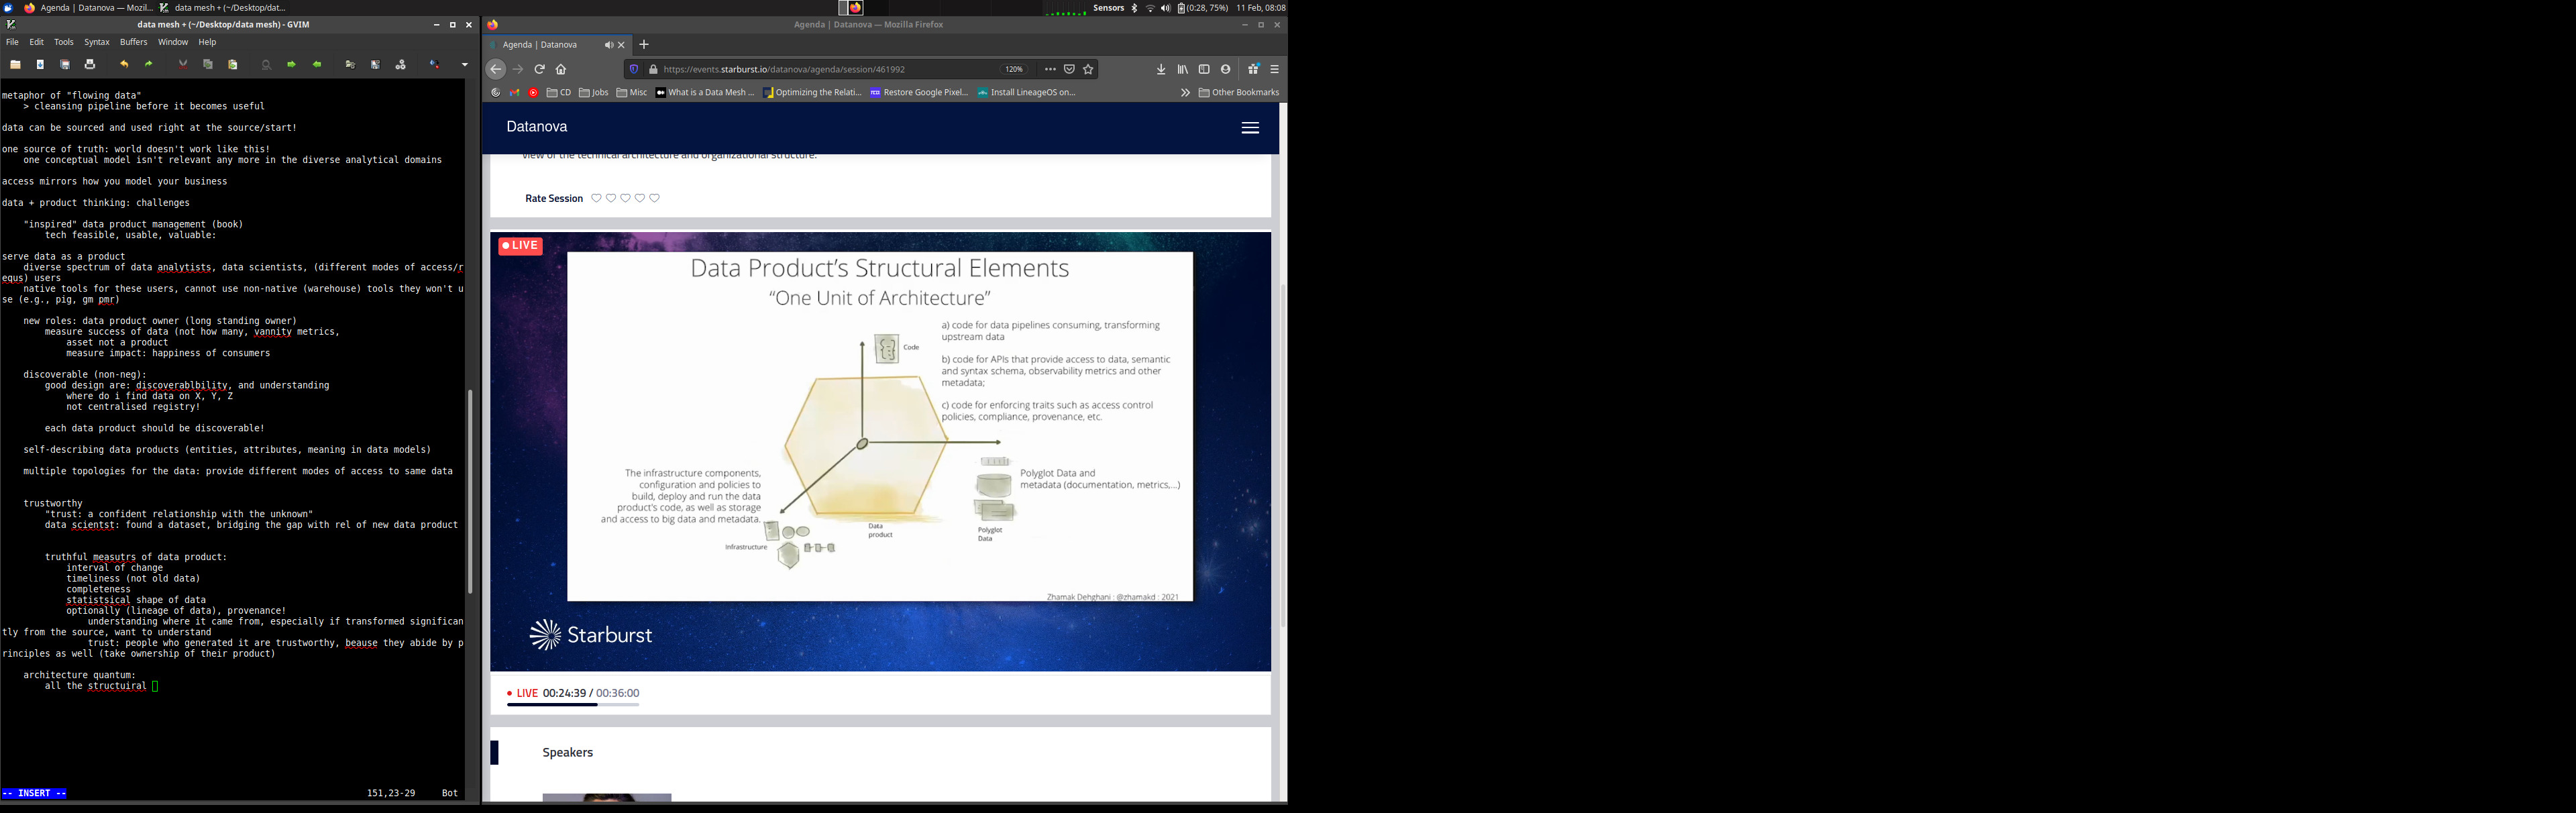 Agenda | Datanova — Mozil...
data mesh + (~/Desktop/dat...
Sensors
(0:28, 75%)
11 Feb, 08:08
data mesh + (~/Desktop/data mesh) - GVIM
File Edit Tools Syntax Buffers Window Help
metaphor of "flowing data"
> cleansing pipeline before it becomes useful
data can be sourced and used right at the source/start!
one source of truth: world doesn't work like this!
one conceptual model isn't relevant any more in the diverse analytical domains
access mirrors how you model your business
data + product thinking: challenges
"inspired" data product management (book)
tech feasible, usable, valuable:
serve data as a product
diverse spectrum of data analytists, data scientists, (different modes of access/r
equs) users
native tools for these users, cannot use non-native (warehouse) tools they won't u
se (e.g., pig, gm pmr)
new roles: data product owner (long standing owner)
measure success of data (not how many, vannity metrics,
asset not a product
measure impact: happiness of consumers
discoverable (non-neg):
good design are: discoverablbility, and understanding
where do i find data on X, Y, Z
not centralised registry!
each data product should be discoverable!
self-describing data products (entities, attributes, meaning in data models)
multiple topologies for the data: provide different modes of access to same data
trustworthy
"trust: a confident relationship with the unknown"
data scientst: found a dataset, bridging the gap with rel of new data product
truthful measutrs of data product:
interval of change
timeliness (not old data)
completeness
statistsical shape of data
optionally (lineage of data), provenance!
understanding where it came from, especially if transformed significan
tly from the source, want to understand
trust: people who generated it are trustworthy, beause they abide by p
rinciples as well (take ownership of their product)
architecture quantum:
all the structuiral
-- INSERT --
151,23-29
Bot
Agenda | Datanova — Mozilla Firefox
Agenda | Datanova
https://events.starburst.io/datanova/agenda/session/461992
120%
CD
Jobs
Misc
What is a Data Mesh ...
Optimizing the Relati...
Restore Google Pixel...
Install LineageOS on...
Other Bookmarks
Datanova
view of the technical architecture and organizational structure.
Rate Session
LIVE
Data Product's Structural Elements
"One Unit of Architecture"
Code
a) code for data pipelines consuming, transforming
upstream data
b) code for APIs that provide access to data, semantic
and syntax schema, observability metrics and other
metadata;
c) code for enforcing traits such as access control
policies, compliance, provenance, etc.
The infrastructure components,
configuration and policies to
build, deploy and run the data
product's code, as well as storage
and access to big data and metadata.
Polyglot Data and
metadata (documentation, metrics,...)
Data
product
Polyglot
Data
Infrastructure
Zhamak Dehghani : @zhamakd : 2021
Starburst
LIVE 00:24:39 / 00:36:00
Speakers